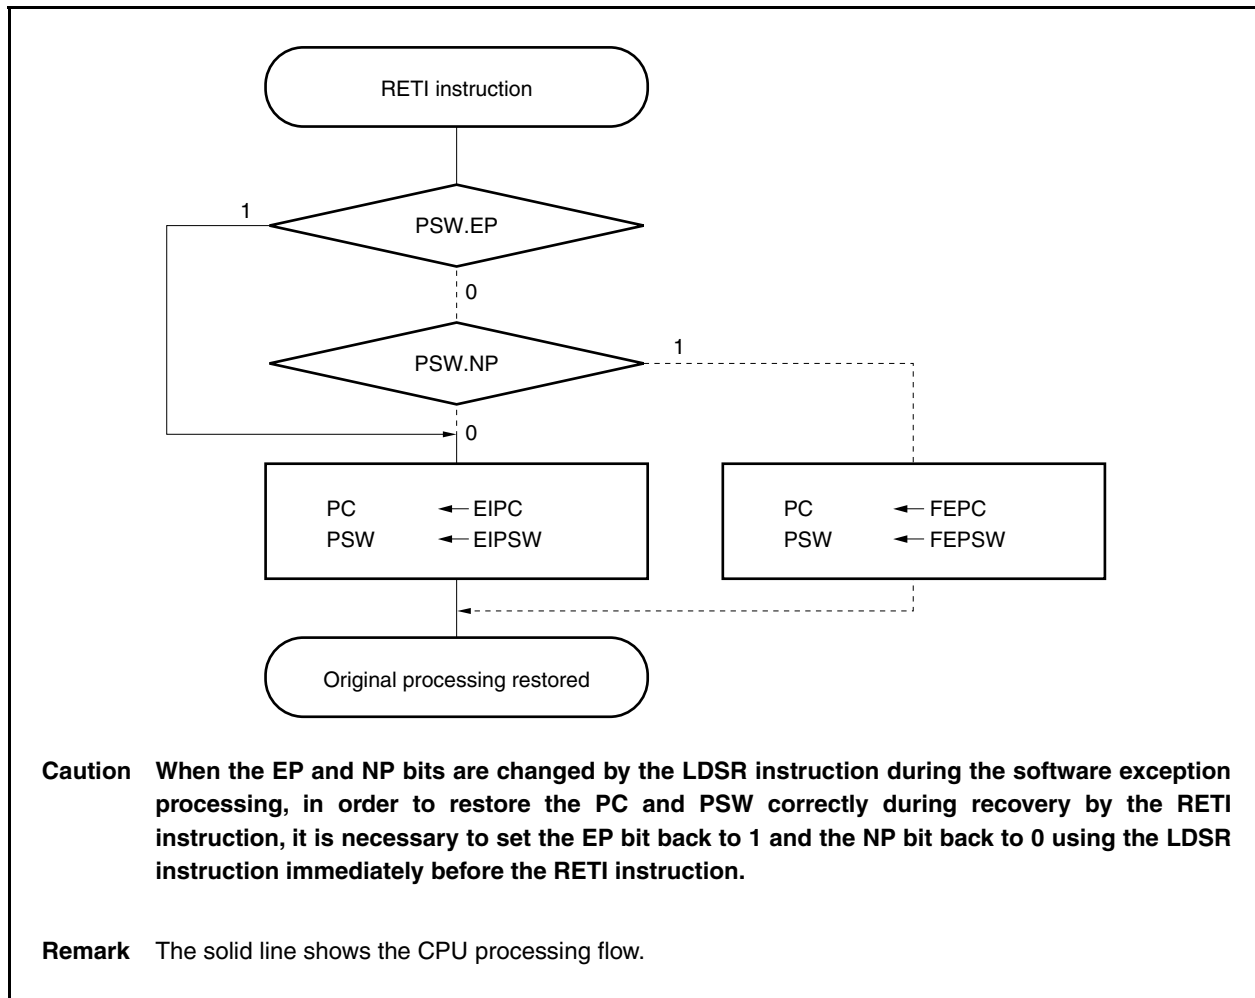 RETI instruction
1
PSW.EP
0
1
PSW.NP
0
PC ← EIPC
PSW ← EIPSW
PC ← FEPC
PSW ← FEPSW
Original processing restored
Caution When the EP and NP bits are changed by the LDSR instruction during the software exception
processing, in order to restore the PC and PSW correctly during recovery by the RETI
instruction, it is necessary to set the EP bit back to 1 and the NP bit back to 0 using the LDSR
instruction immediately before the RETI instruction.
Remark The solid line shows the CPU processing flow.